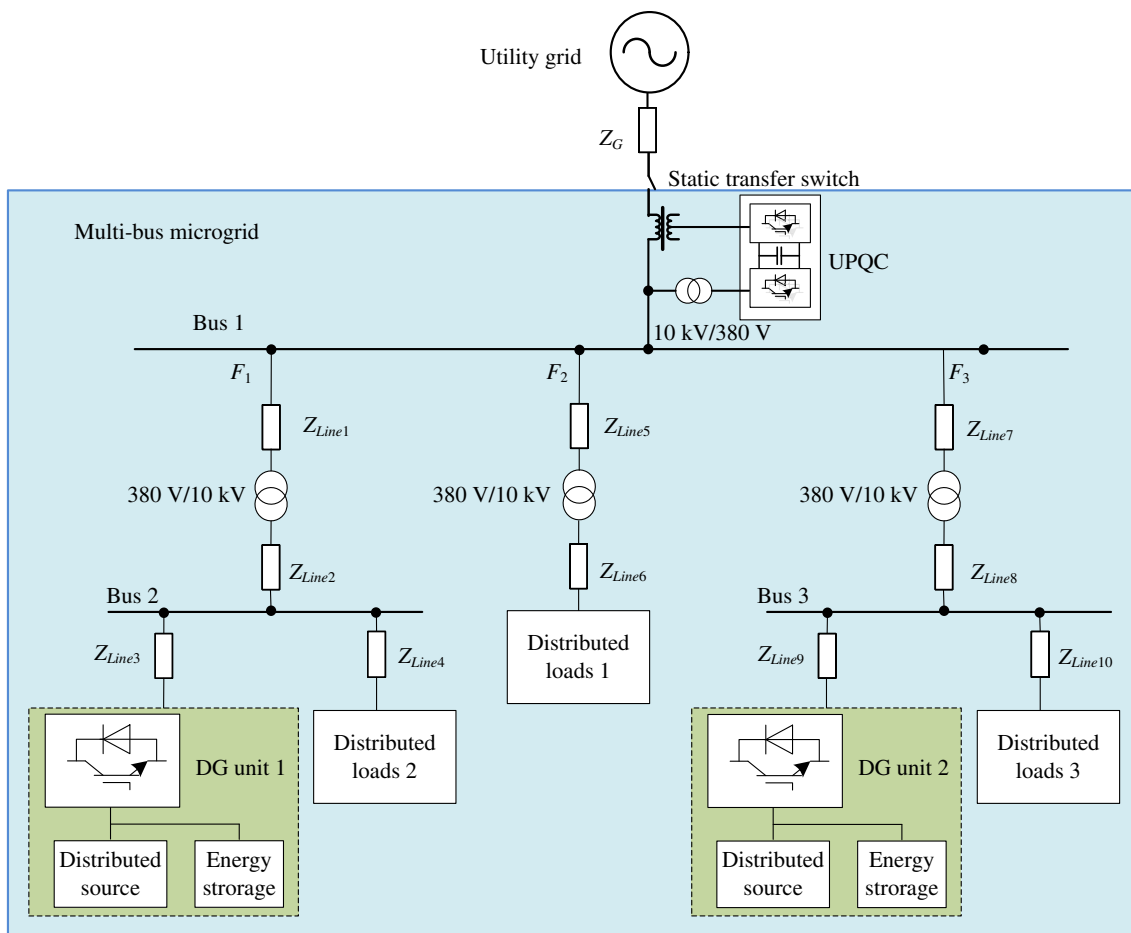 Utility grid
Z_G
Static transfer switch
Multi-bus microgrid
UPQC
10 kV/380 V
Bus 1
F_1
F_2
F_3
Z_Line1
Z_Line5
Z_Line7
380 V/10 kV
380 V/10 kV
380 V/10 kV
Z_Line2
Z_Line6
Z_Line8
Bus 2
Bus 3
Z_Line3
Z_Line4
Distributed
loads 1
Z_Line9
Z_Line10
DG unit 1
Distributed
loads 2
DG unit 2
Distributed
loads 3
Distributed
source
Energy
strorage
Distributed
source
Energy
strorage